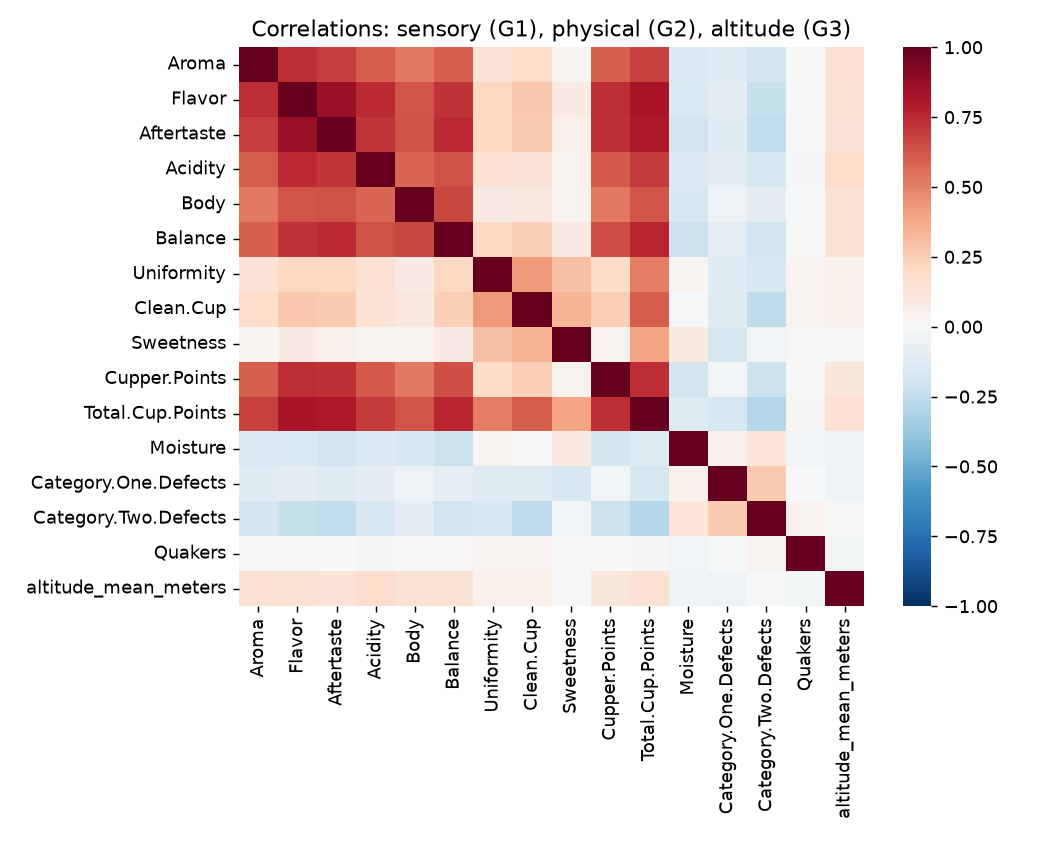 Correlations: sensory (G1), physical (G2), altitude (G3)
Aroma
Flavor
Aftertaste
Acidity
Body
Balance
Uniformity
Clean.Cup
Sweetness
Cupper.Points
Total.Cup.Points
Moisture
Category.One.Defects
Category.Two.Defects
Quakers
altitude_mean_meters
Aroma
Flavor
Aftertaste
Acidity
Body
Balance
Uniformity
Clean.Cup
Sweetness
Cupper.Points
Total.Cup.Points
Moisture
Category.One.Defects
Category.Two.Defects
Quakers
altitude_mean_meters
1.00
0.75
0.50
0.25
0.00
−0.25
−0.50
−0.75
−1.00